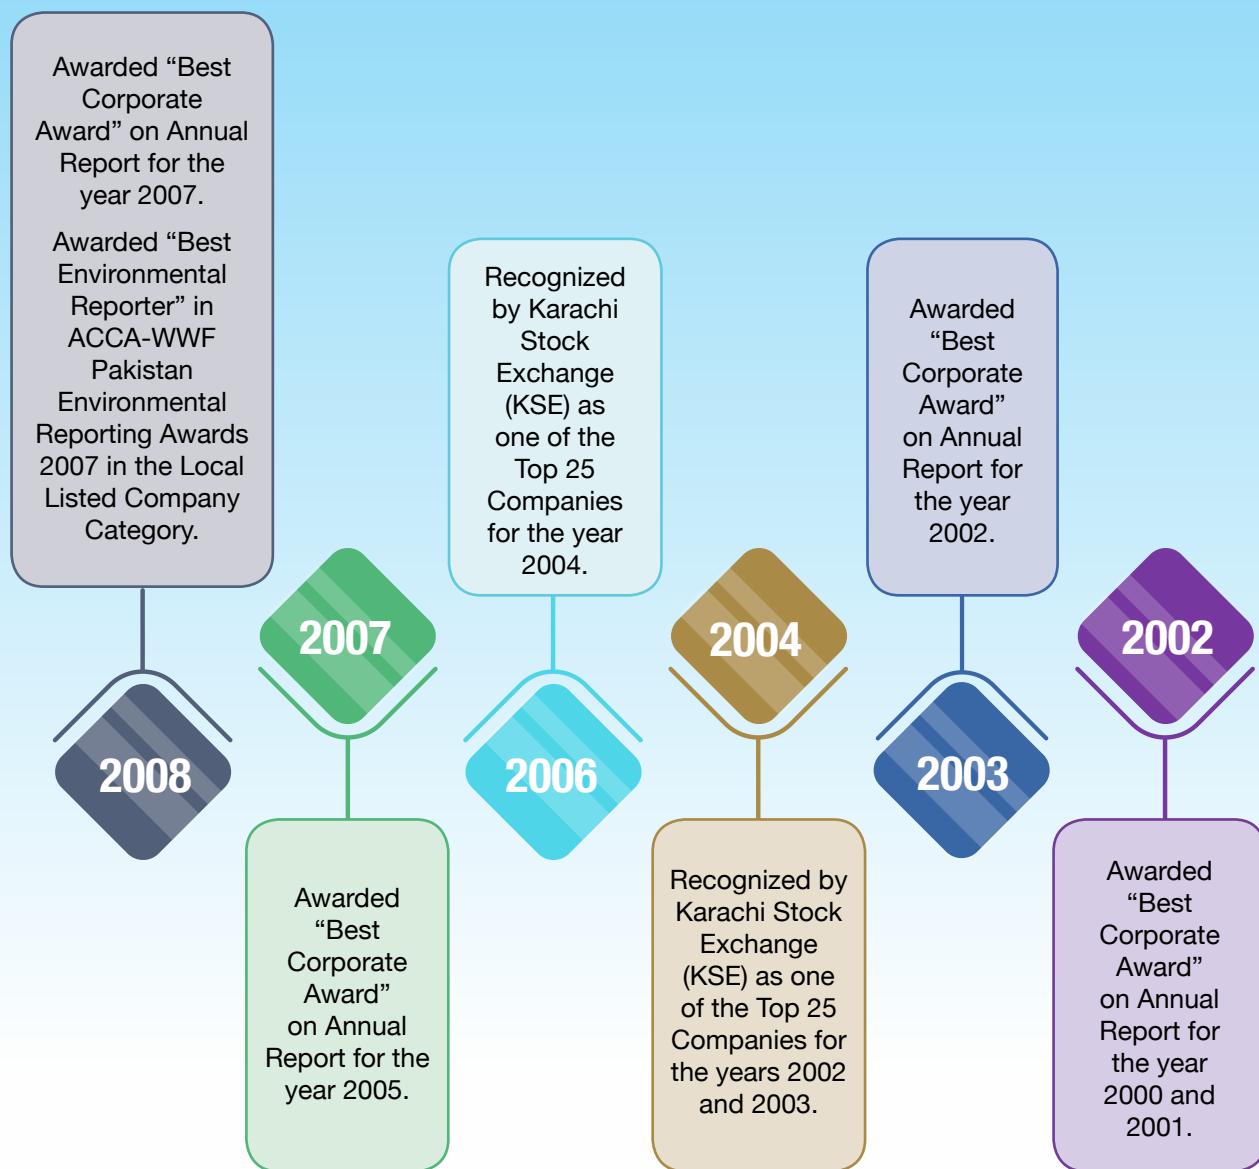 Awarded “Best
Corporate
Award” on Annual
Report for the
year 2007.
Awarded “Best
Environmental
Reporter” in
ACCA-WWF
Pakistan
Environmental
Reporting Awards
2007 in the Local
Listed Company
Category.
2008
2007
Awarded
“Best
Corporate
Award”
on Annual
Report for the
year 2005.
Recognized
by Karachi
Stock
Exchange
(KSE) as
one of the
Top 25
Companies
for the year
2004.
2006
2004
Recognized by
Karachi Stock
Exchange
(KSE) as one
of the Top 25
Companies for
the years 2002
and 2003.
Awarded
“Best
Corporate
Award”
on Annual
Report for
the year
2002.
2003
2002
Awarded
“Best
Corporate
Award”
on Annual
Report for
the year
2000 and
2001.